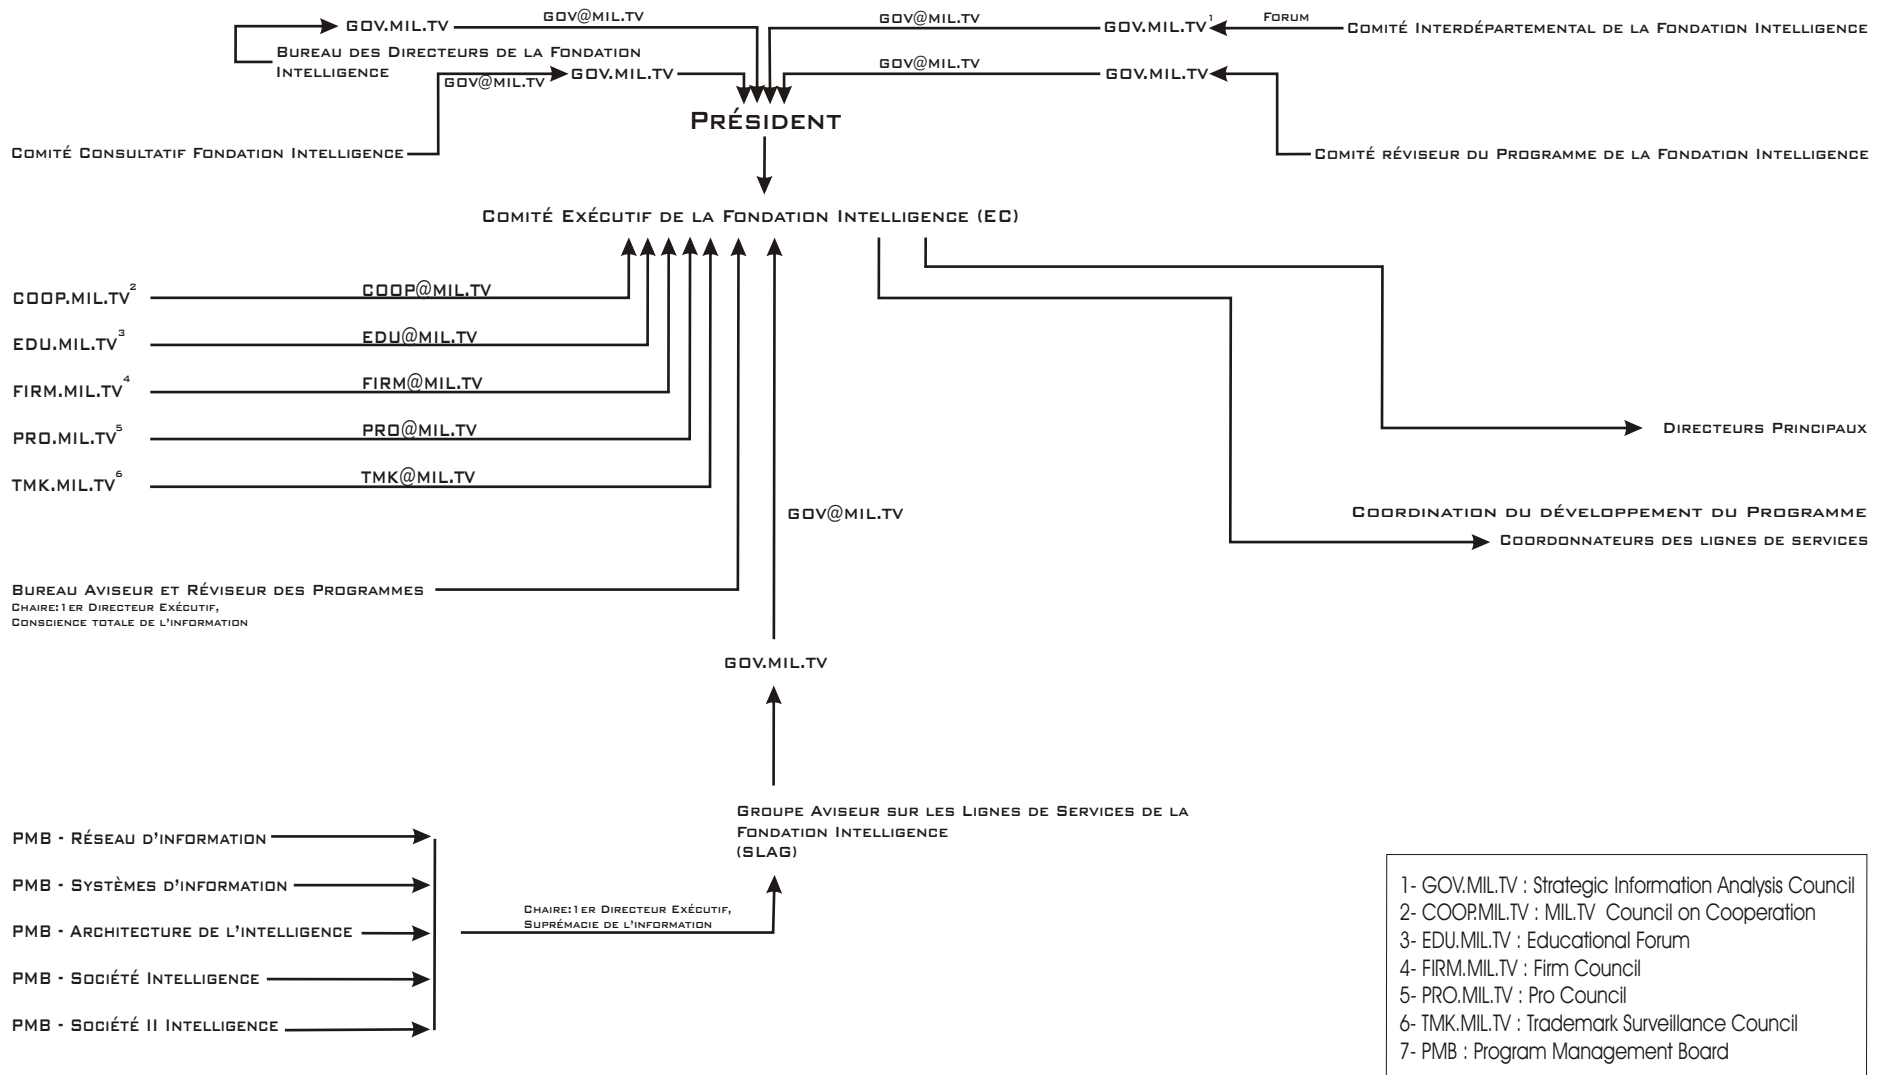 GOV.MIL.TV GOV@MIL.TV GOV@MIL.TV GOV.MIL.TV¹ Forum Comité Interdépartemental de la Fondation Intelligence
Bureau des Directeurs de la Fondation
Intelligence
GOV@MIL.TV GOV.MIL.TV GOV@MIL.TV GOV.MIL.TV
Président
Comité Consultatif Fondation Intelligence
Comité réviseur du Programme de la Fondation Intelligence
Comité Exécutif de la Fondation Intelligence (EC)
COOP.MIL.TV² COOP@MIL.TV
EDU.MIL.TV³ EDU@MIL.TV
FIRM.MIL.TV⁴ FIRM@MIL.TV
PRO.MIL.TV⁵ PRO@MIL.TV
Directeurs Principaux
TMK.MIL.TV⁶ TMK@MIL.TV
GOV@MIL.TV
Coordination du développement du Programme
Coordonnateurs des lignes de services
Bureau Aviseur et Réviseur des Programmes
Chaire:1er Directeur Exécutif,
Conscience totale de l'information
GOV.MIL.TV
Groupe Aviseur sur les Lignes de Services de la
Fondation Intelligence
(SLAG)
PMB - Réseau d'information
PMB - Systèmes d'information
PMB - Architecture de l'intelligence
PMB - Société Intelligence
PMB - Société II Intelligence
Chaire:1er Directeur Exécutif,
Suprémacie de l'information
1- GOV.MIL.TV : Strategic Information Analysis Council
2- COOP.MIL.TV : MIL.TV Council on Cooperation
3- EDU.MIL.TV : Educational Forum
4- FIRM.MIL.TV : Firm Council
5- PRO.MIL.TV : Pro Council
6- TMK.MIL.TV : Trademark Surveillance Council
7- PMB : Program Management Board